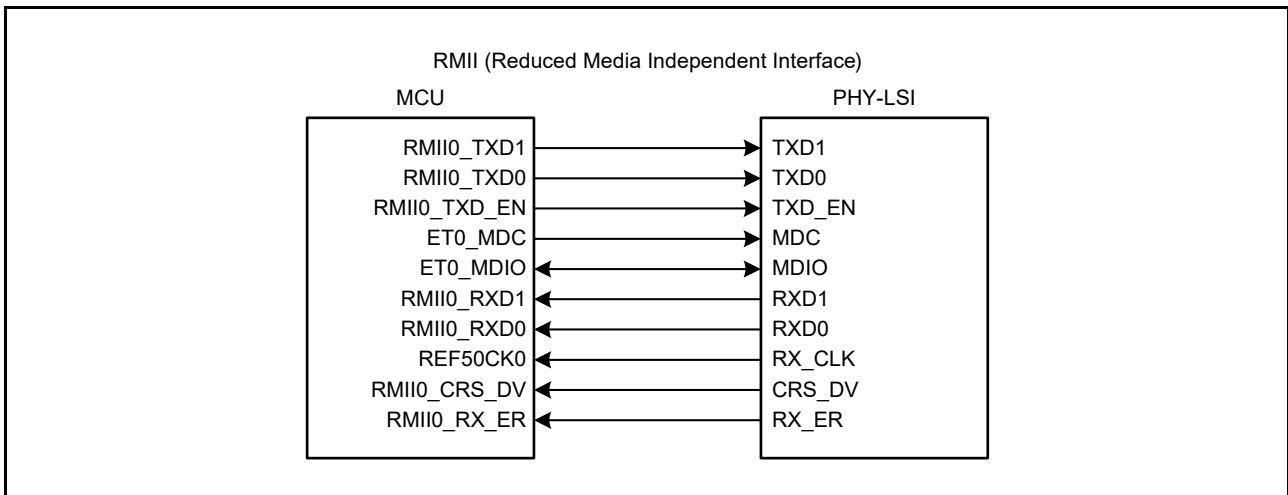 RMII (Reduced Media Independent Interface)
MCU PHY-LSI
RMII0_TXD1 TXD1
RMII0_TXD0 TXD0
RMII0_TXD_EN TXD_EN
ET0_MDC MDC
ET0_MDIO MDIO
RMII0_RXD1 RXD1
RMII0_RXD0 RXD0
REF50CK0 RX_CLK
RMII0_CRS_DV CRS_DV
RMII0_RX_ER RX_ER